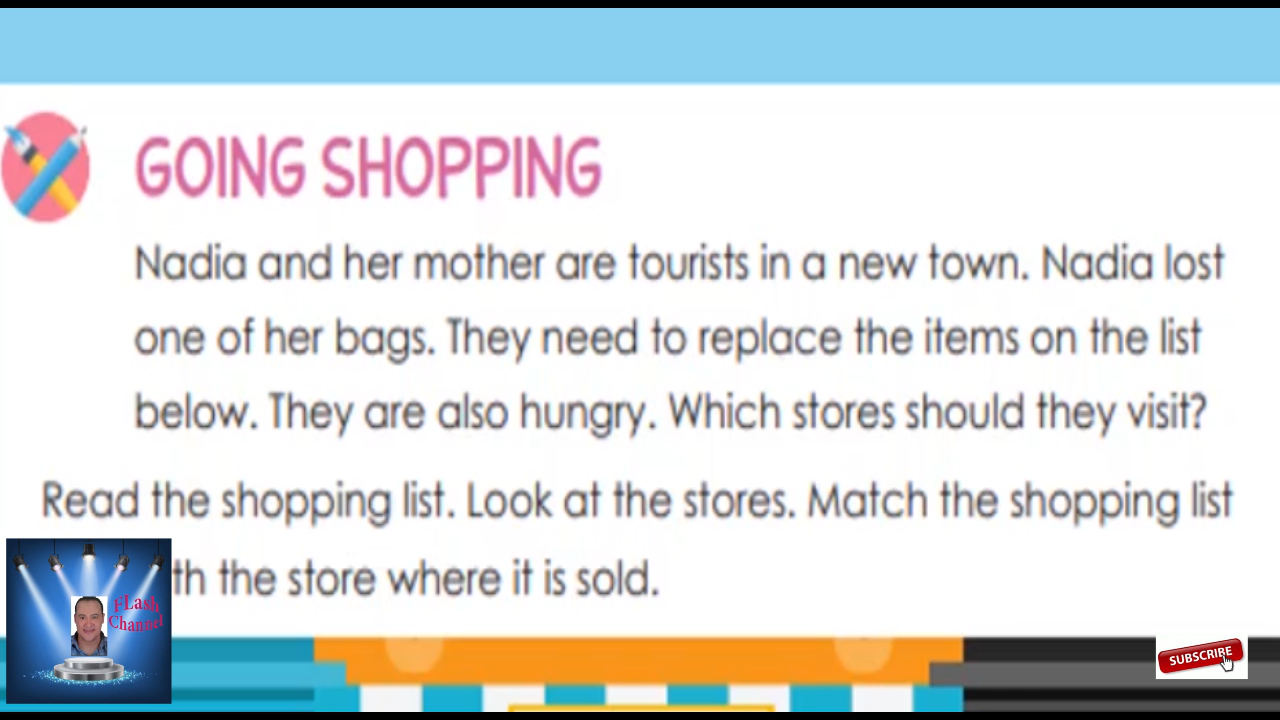 GOING SHOPPING
Nadia and her mother are tourists in a new town. Nadia lost
one of her bags. They need to replace the items on the list
below. They are also hungry. Which stores should they visit?
Read the shopping list. Look at the stores. Match the shopping list
th the store where it is sold.
FLash
Channel
SUBSCRIBE